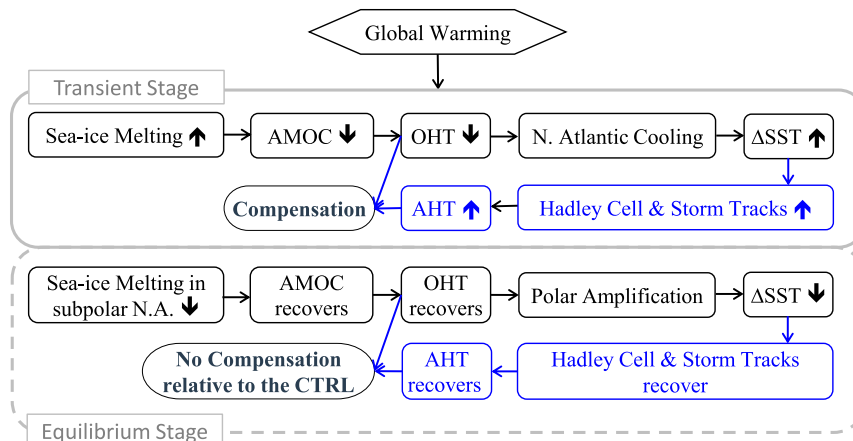 Global Warming
Transient Stage
Sea-ice Melting 🡹
AMOC 🡻
OHT 🡻
N. Atlantic Cooling
ΔSST 🡹
Compensation
AHT 🡹
Hadley Cell & Storm Tracks 🡹
Sea-ice Melting in
subpolar N.A. 🡻
AMOC
recovers
OHT
recovers
Polar Amplification
ΔSST 🡻
No Compensation
relative to the CTRL
AHT
recovers
Hadley Cell & Storm Tracks
recover
Equilibrium Stage